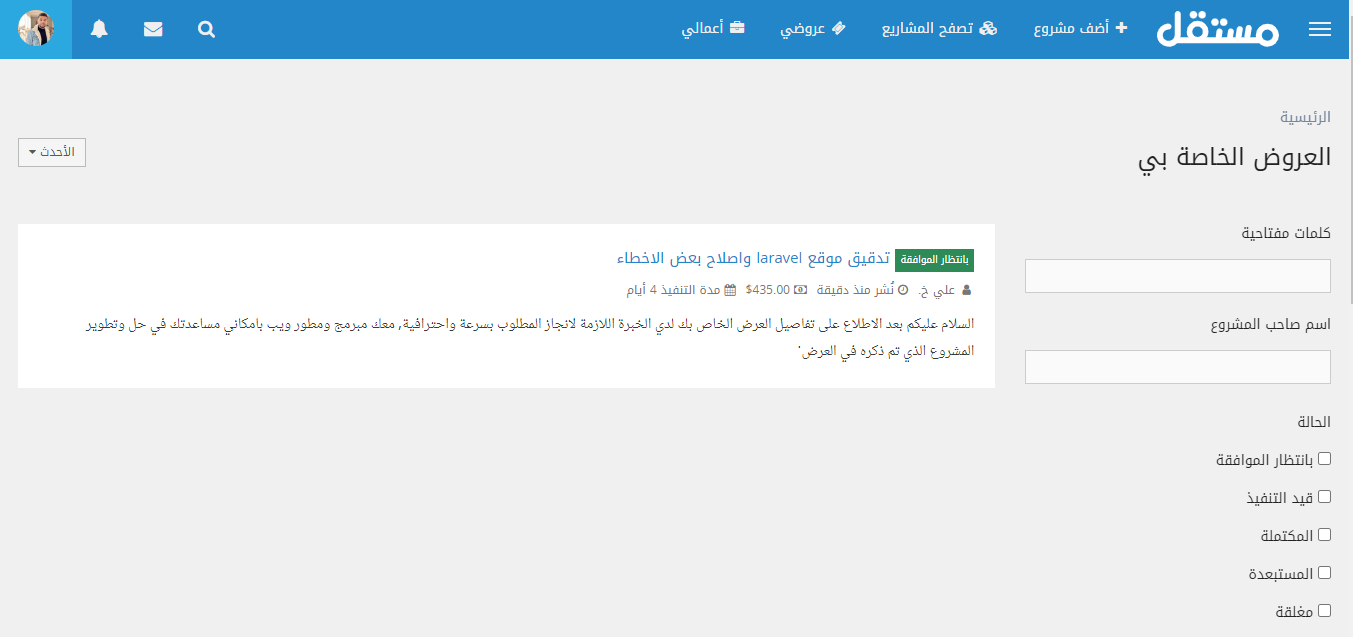 مستقل
أضف مشروع
تصفح المشاريع
عروضي
أعمالي
الرئيسية
العروض الخاصة بي
الأحدث
كلمات مفتاحية
اسم صاحب المشروع
الحالة
بانتظار الموافقة
قيد التنفيذ
المكتملة
المستبعدة
مغلقة
بانتظار الموافقة تدقيق موقع laravel واصلاح بعض الاخطاء
علي خ. نُشر منذ دقيقة $435.00 مدة التنفيذ 4 أيام
السلام عليكم بعد الاطلاع على تفاصيل العرض الخاص بك لدي الخبرة اللازمة لانجاز المطلوب بسرعة واحترافية, معك مبرمج ومطور ويب بامكاني مساعدتك في حل وتطوير
المشروع الذي تم ذكره في العرض'